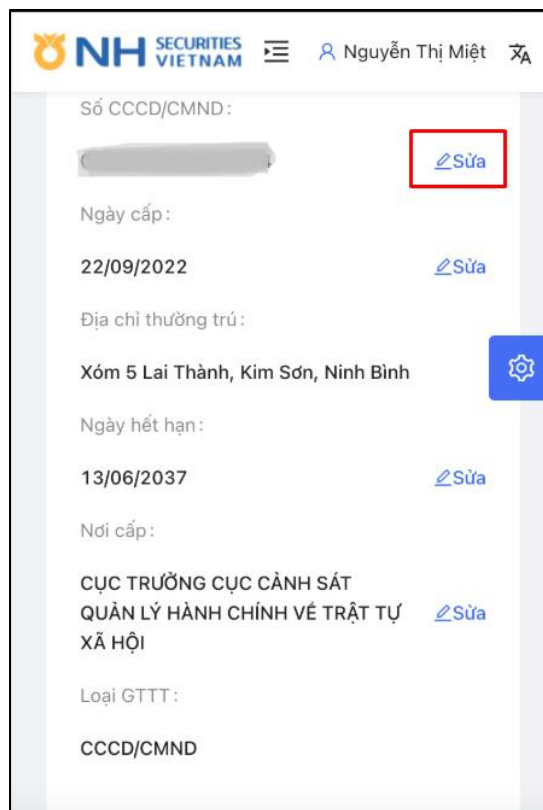 NH SECURITIES VIETNAM Nguyễn Thị Miệt
Số CCCD/CMND:
Sửa
Ngày cấp:
22/09/2022 Sửa
Địa chỉ thường trú:
Xóm 5 Lai Thành, Kim Sơn, Ninh Bình
Ngày hết hạn:
13/06/2037 Sửa
Nơi cấp:
CỤC TRƯỞNG CỤC CẢNH SÁT
QUẢN LÝ HÀNH CHÍNH VỀ TRẬT TỰ Sửa
XÃ HỘI
Loại GTTT:
CCCD/CMND